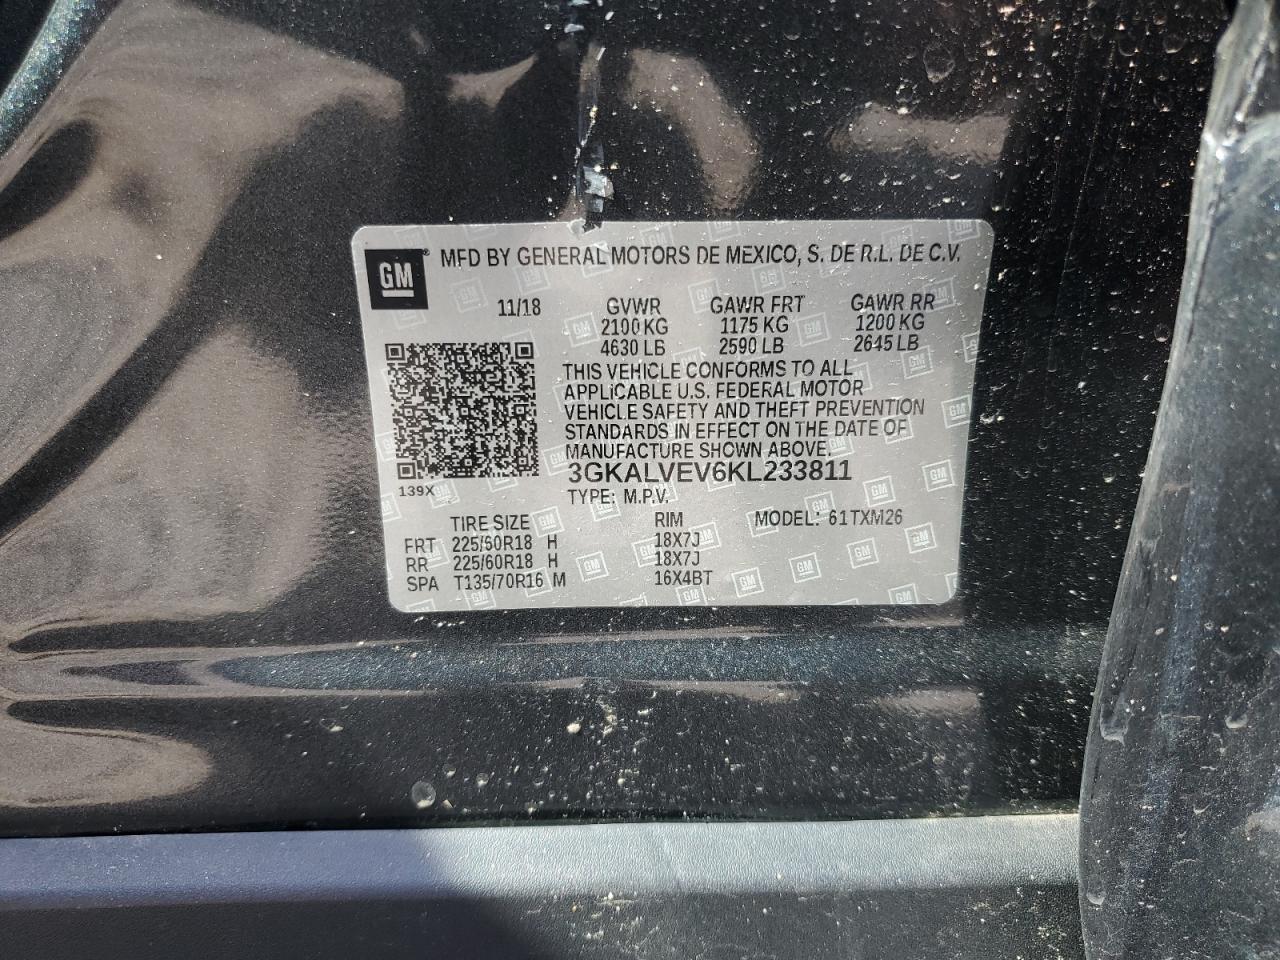 GM
MFD BY GENERAL MOTORS DE MEXICO, S. DE R.L. DE C.V.
11/18 GVWR GAWR FRT GAWR RR
2100 KG 1175 KG 1200 KG
4630 LB 2590 LB 2645 LB
THIS VEHICLE CONFORMS TO ALL
APPLICABLE U.S. FEDERAL MOTOR
VEHICLE SAFETY AND THEFT PREVENTION
STANDARDS IN EFFECT ON THE DATE OF
MANUFACTURE SHOWN ABOVE.
3GKALVEV6KL233811
139X
TYPE: M.P.V.
TIRE SIZE RIM MODEL: 61TXM26
FRT 225/60R18 H 18X7J
RR 225/60R18 H 18X7J
SPA T135/70R16 M 16X4BT